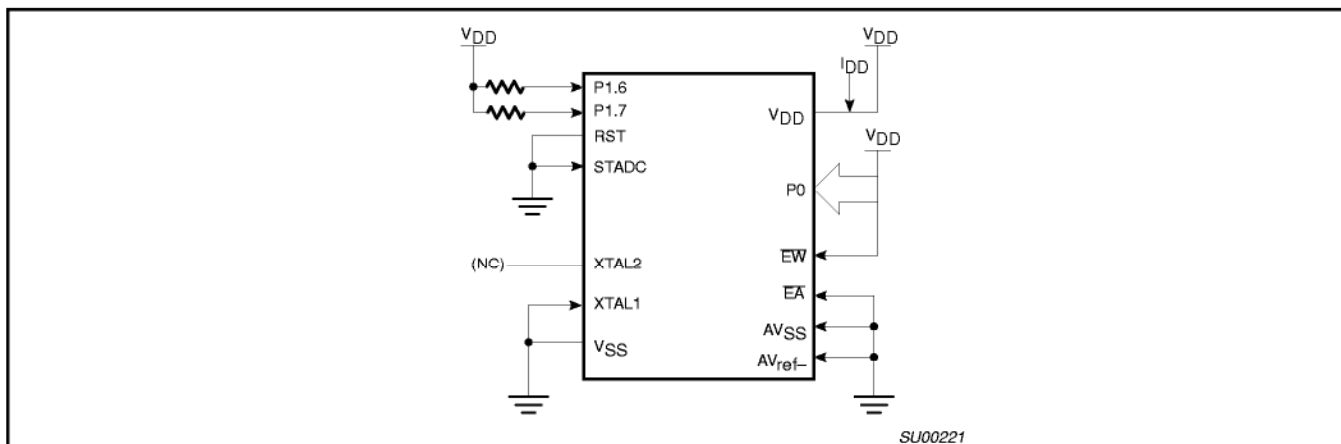 VDD
P1.6
P1.7
RST
STADC
(NC)
XTAL2
XTAL1
VSS
VDD
IDD
VDD
VDD
P0
EW
EA
AVSS
AVref–
SU00221